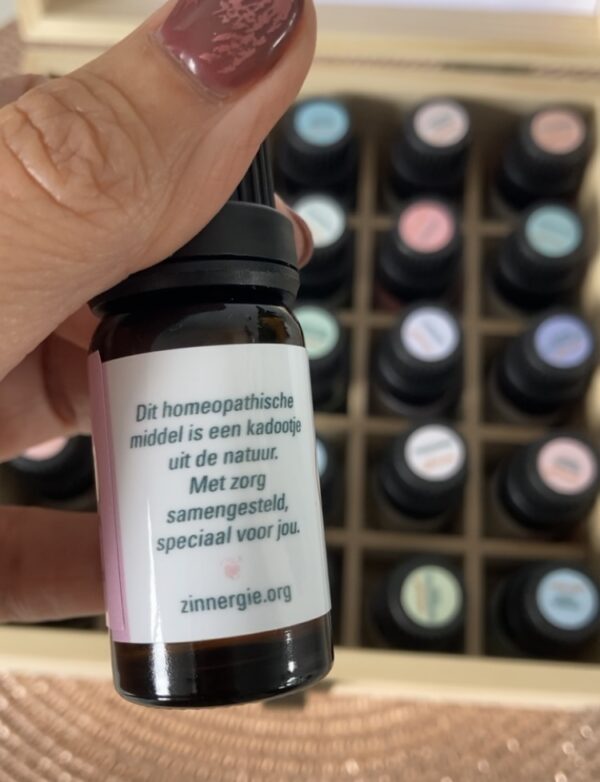 Dit homeopathische
middel is een kadootje
uit de natuur.
Met zorg
samengesteld,
speciaal voor jou.
zinnergie.org